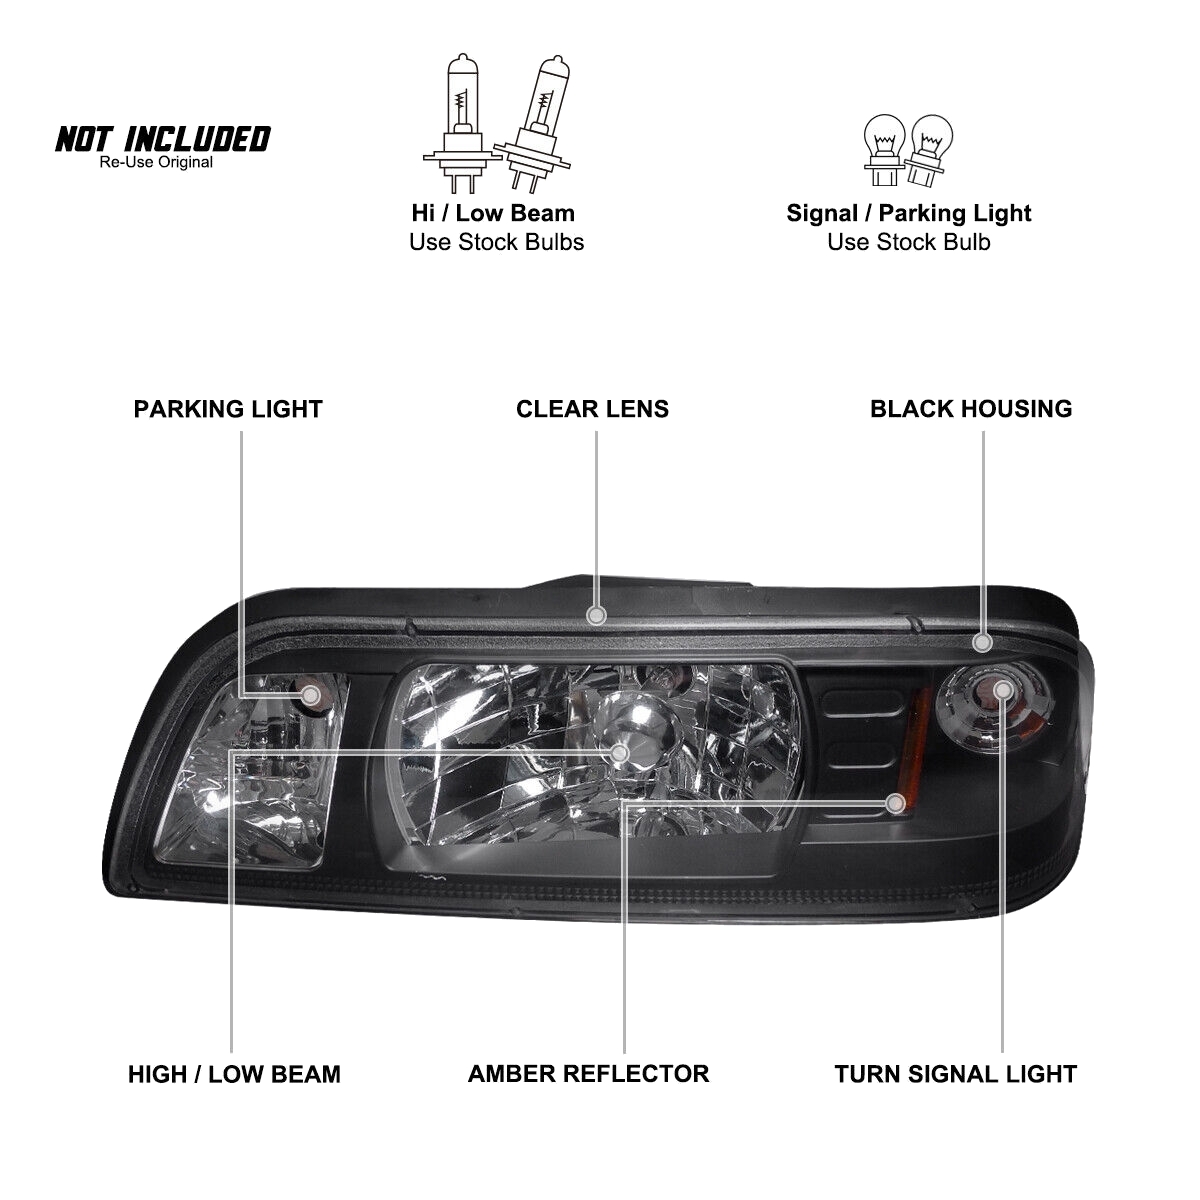 NOT INCLUDED
Re-Use Original
Hi / Low Beam
Use Stock Bulbs
Signal / Parking Light
Use Stock Bulb
PARKING LIGHT
CLEAR LENS
BLACK HOUSING
HIGH / LOW BEAM
AMBER REFLECTOR
TURN SIGNAL LIGHT